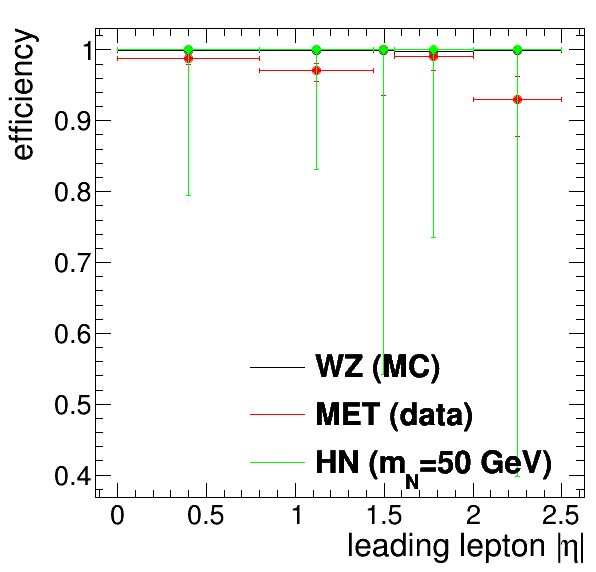 efficiency
1
0.9
0.8
0.7
0.6
0.5
0.4
WZ (MC)
MET (data)
HN (m_N=50 GeV)
0 0.5 1 1.5 2 2.5
leading lepton |η|